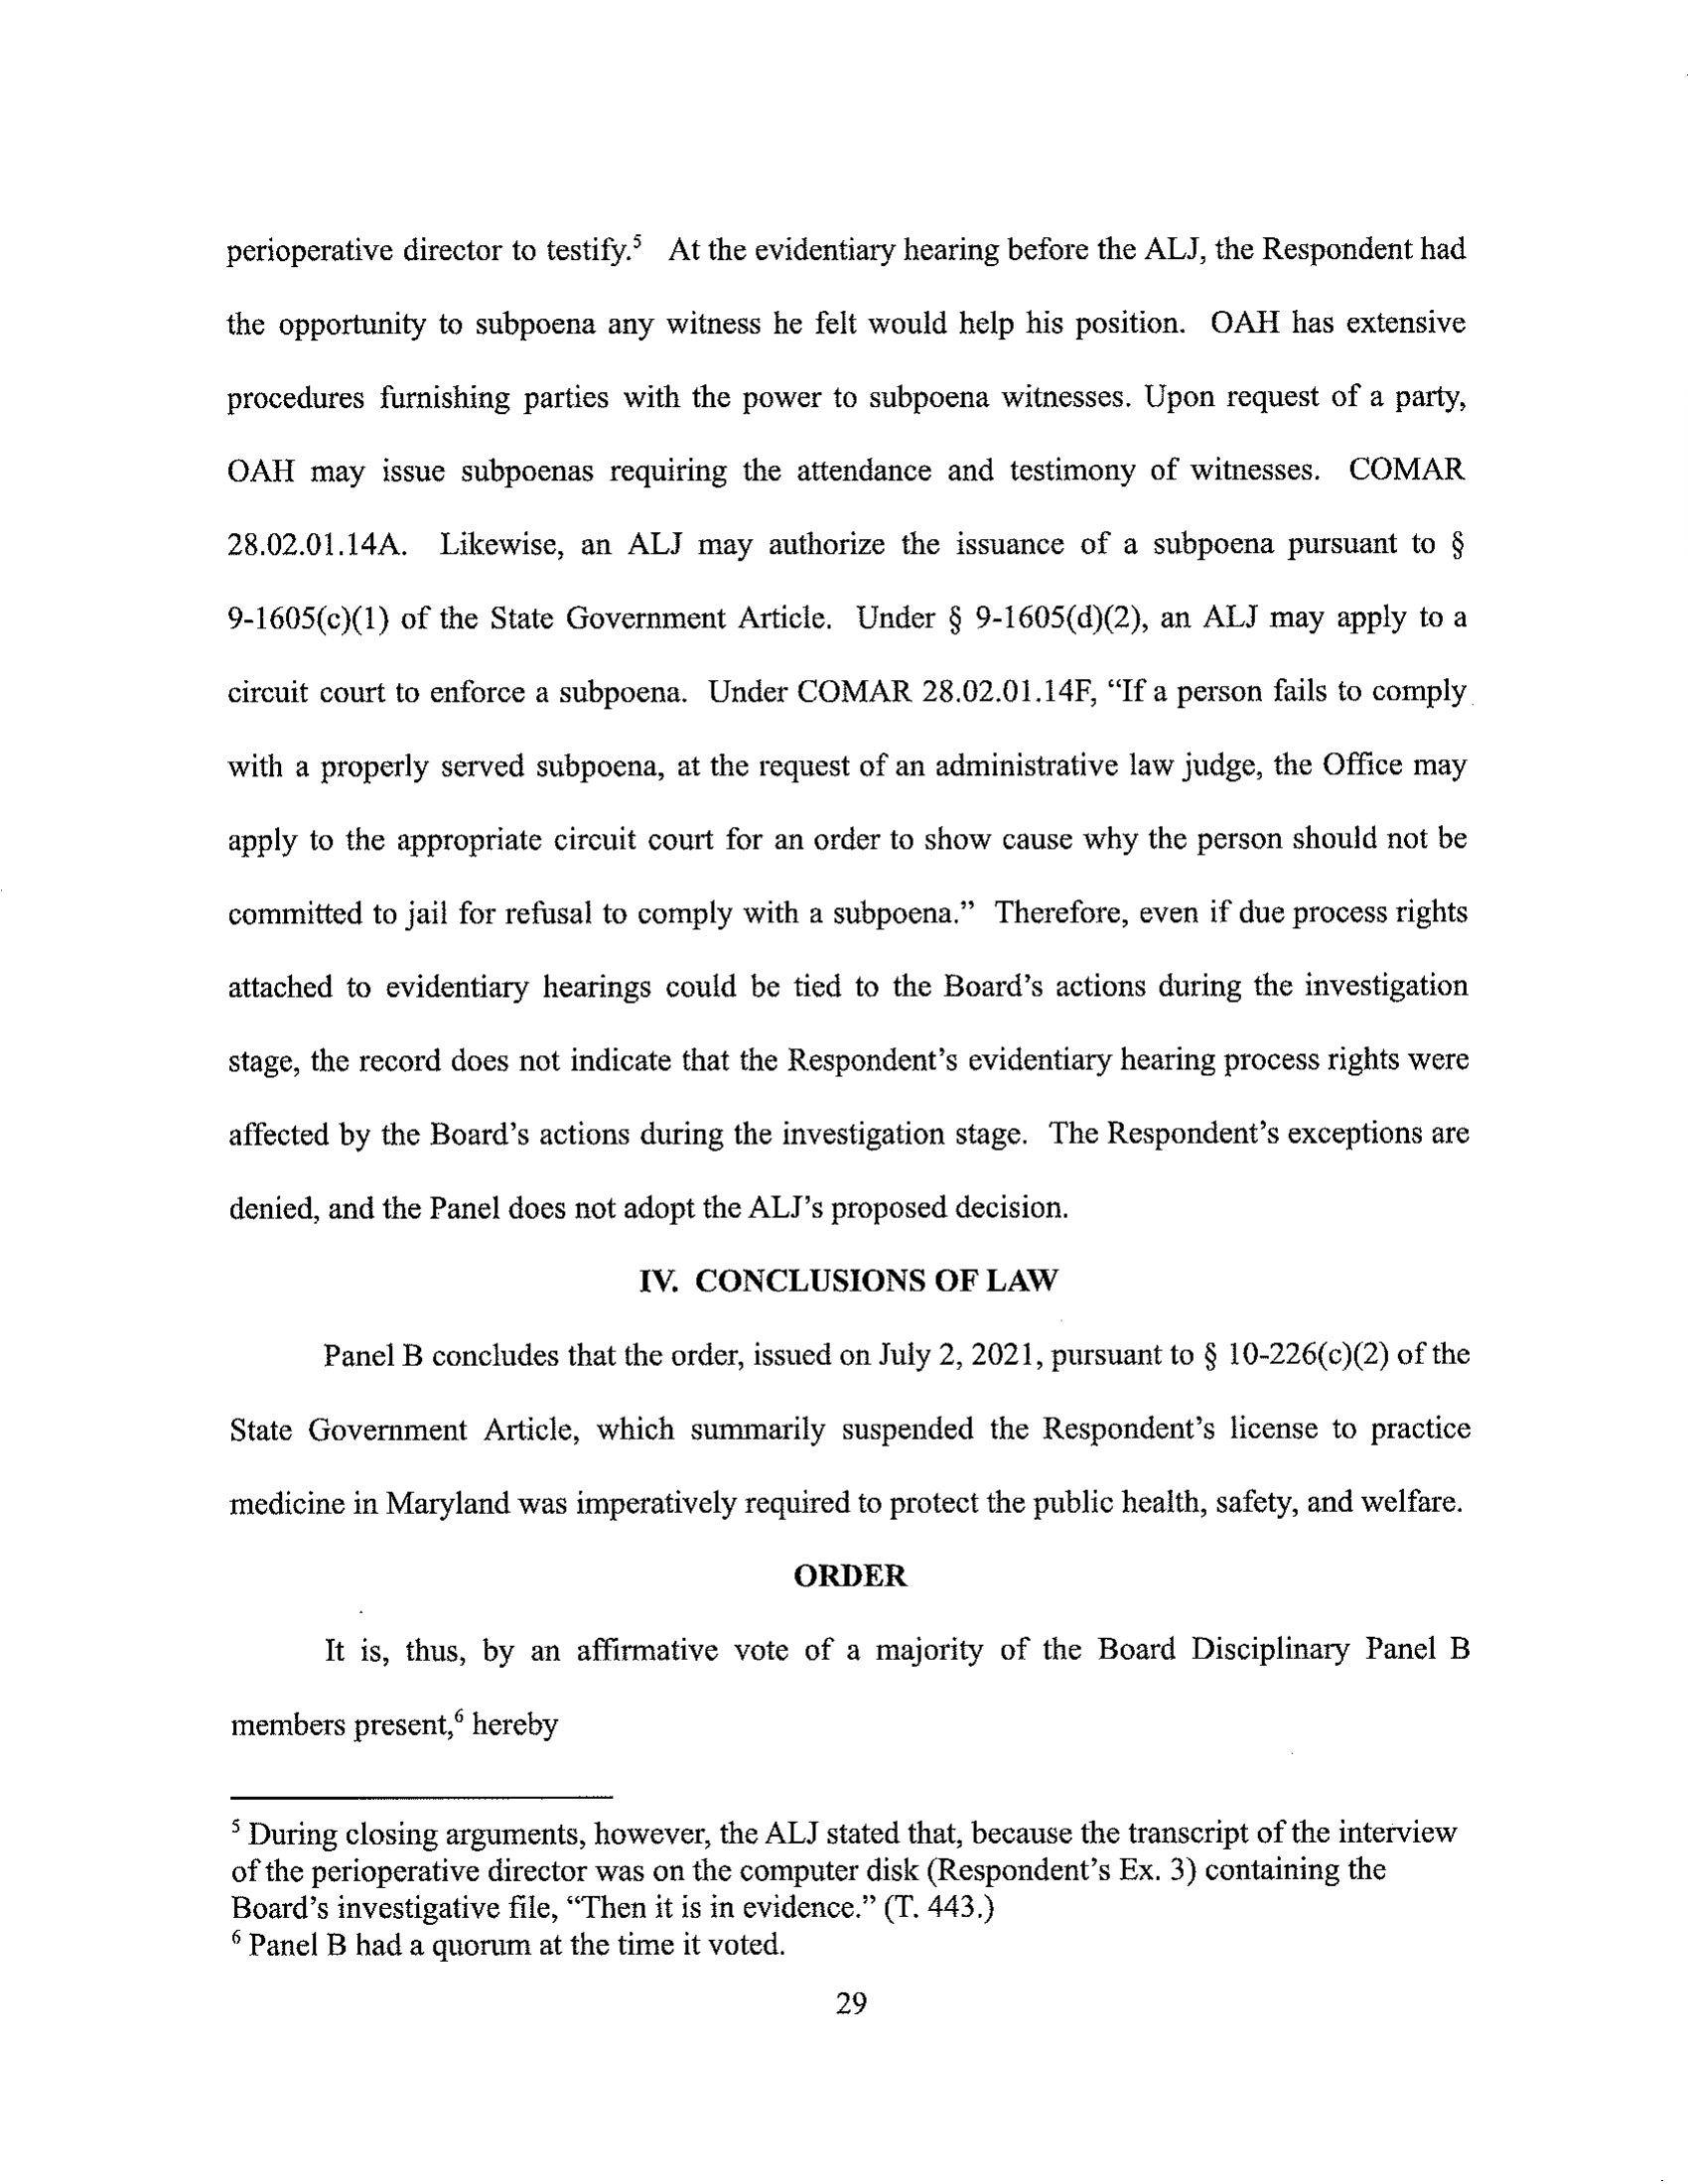 perioperative director to testify.⁵ At the evidentiary hearing before the ALJ, the Respondent had
the opportunity to subpoena any witness he felt would help his position. OAH has extensive
procedures furnishing parties with the power to subpoena witnesses. Upon request of a party,
OAH may issue subpoenas requiring the attendance and testimony of witnesses. COMAR
28.02.01.14A. Likewise, an ALJ may authorize the issuance of a subpoena pursuant to §
9-1605(c)(1) of the State Government Article. Under § 9-1605(d)(2), an ALJ may apply to a
circuit court to enforce a subpoena. Under COMAR 28.02.01.14F, “If a person fails to comply
with a properly served subpoena, at the request of an administrative law judge, the Office may
apply to the appropriate circuit court for an order to show cause why the person should not be
committed to jail for refusal to comply with a subpoena.” Therefore, even if due process rights
attached to evidentiary hearings could be tied to the Board’s actions during the investigation
stage, the record does not indicate that the Respondent’s evidentiary hearing process rights were
affected by the Board’s actions during the investigation stage. The Respondent’s exceptions are
denied, and the Panel does not adopt the ALJ’s proposed decision.
IV. CONCLUSIONS OF LAW
Panel B concludes that the order, issued on July 2, 2021, pursuant to § 10-226(c)(2) of the
State Government Article, which summarily suspended the Respondent’s license to practice
medicine in Maryland was imperatively required to protect the public health, safety, and welfare.
ORDER
It is, thus, by an affirmative vote of a majority of the Board Disciplinary Panel B
members present,⁶ hereby
⁵ During closing arguments, however, the ALJ stated that, because the transcript of the interview
of the perioperative director was on the computer disk (Respondent’s Ex. 3) containing the
Board’s investigative file, “Then it is in evidence.” (T. 443.)
⁶ Panel B had a quorum at the time it voted.
29